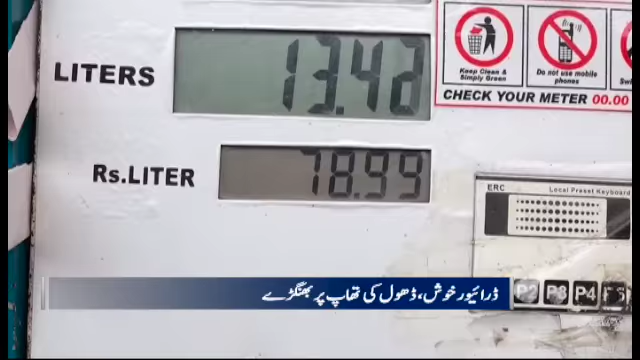 LITERS
13.42
Keep Clean &
Simply Green
Do not use mobile
phones
CHECK YOUR METER 00.00
Rs.LITER
78.99
ERC
Local Preset Keyboard
P2 P3 P4
ڈرائیور خوش، ڈھول کی تھاپ پر بھنگڑے